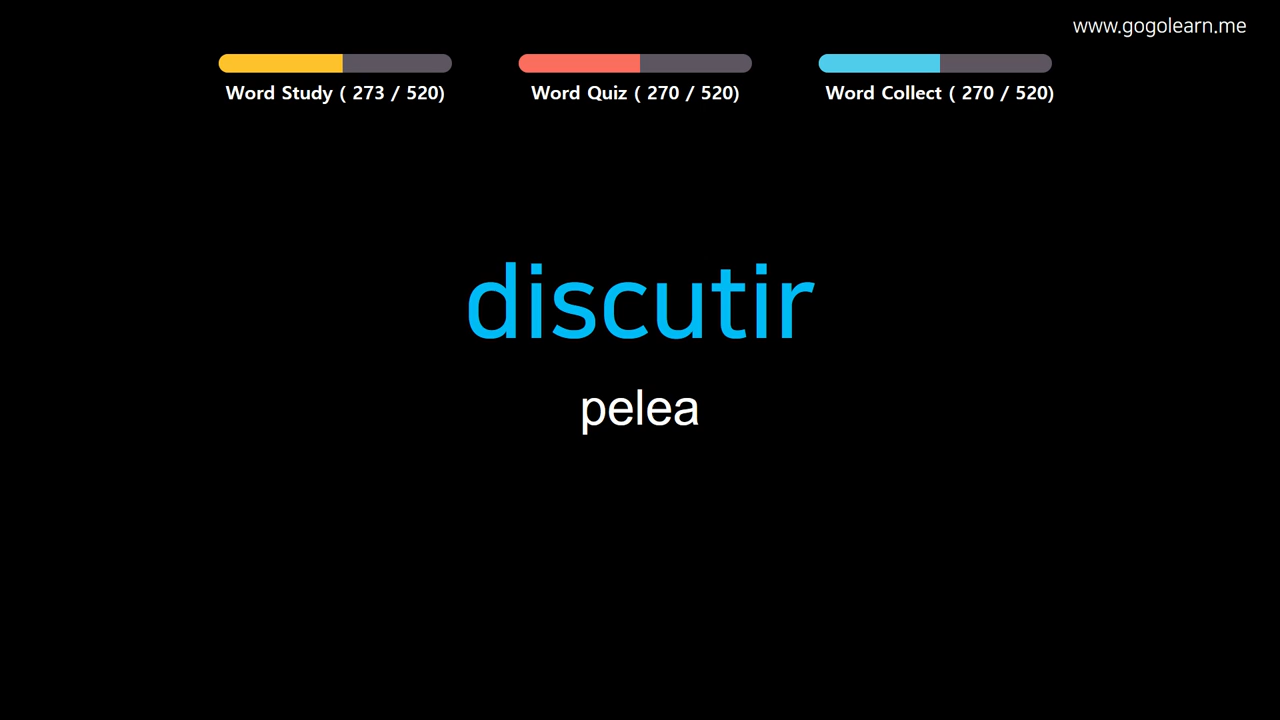 www.gogolearn.me
Word Study ( 273 / 520)
Word Quiz ( 270 / 520)
Word Collect ( 270 / 520)
discutir
pelea